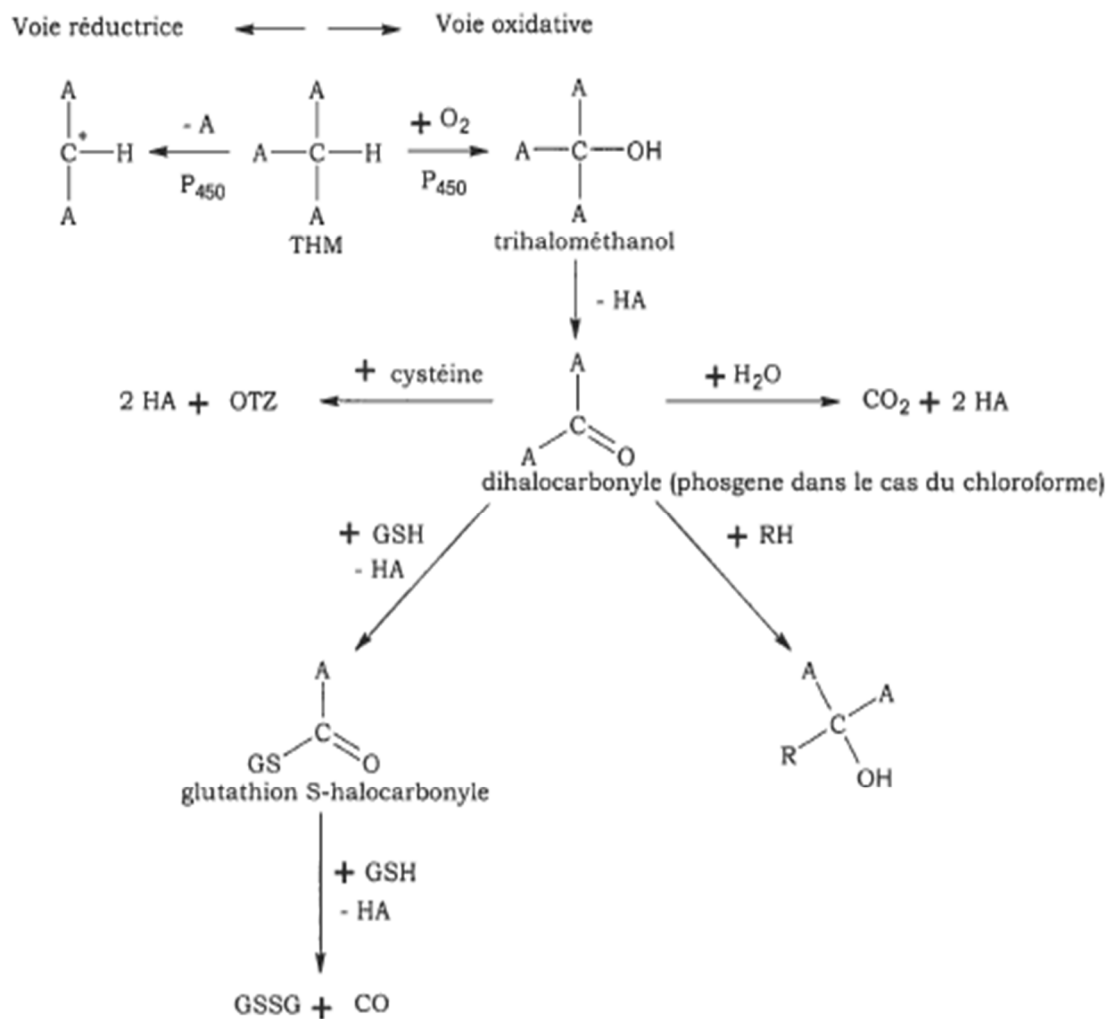 Voie réductrice Voie oxidative
A A A
- A + O₂
C⁺—H A—C—H A—C—OH
P₄₅₀ P₄₅₀
A A A
THM trihalométhanol
- HA
A
+ cystéine + H₂O
2 HA + OTZ CO₂ + 2 HA
C
A O
dihalocarbonyle (phosgene dans le cas du chloroforme)
+ GSH + RH
- HA
A A
A
C C
GS O R
OH
glutathion S-halocarbonyle
+ GSH
- HA
GSSG + CO